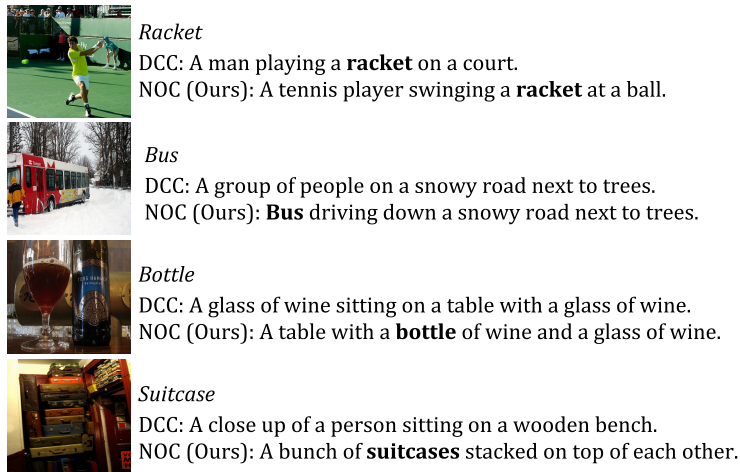 Racket
DCC: A man playing a racket on a court.
NOC (Ours): A tennis player swinging a racket at a ball.
Bus
DCC: A group of people on a snowy road next to trees.
NOC (Ours): Bus driving down a snowy road next to trees.
Bottle
DCC: A glass of wine sitting on a table with a glass of wine.
NOC (Ours): A table with a bottle of wine and a glass of wine.
Suitcase
DCC: A close up of a person sitting on a wooden bench.
NOC (Ours): A bunch of suitcases stacked on top of each other.